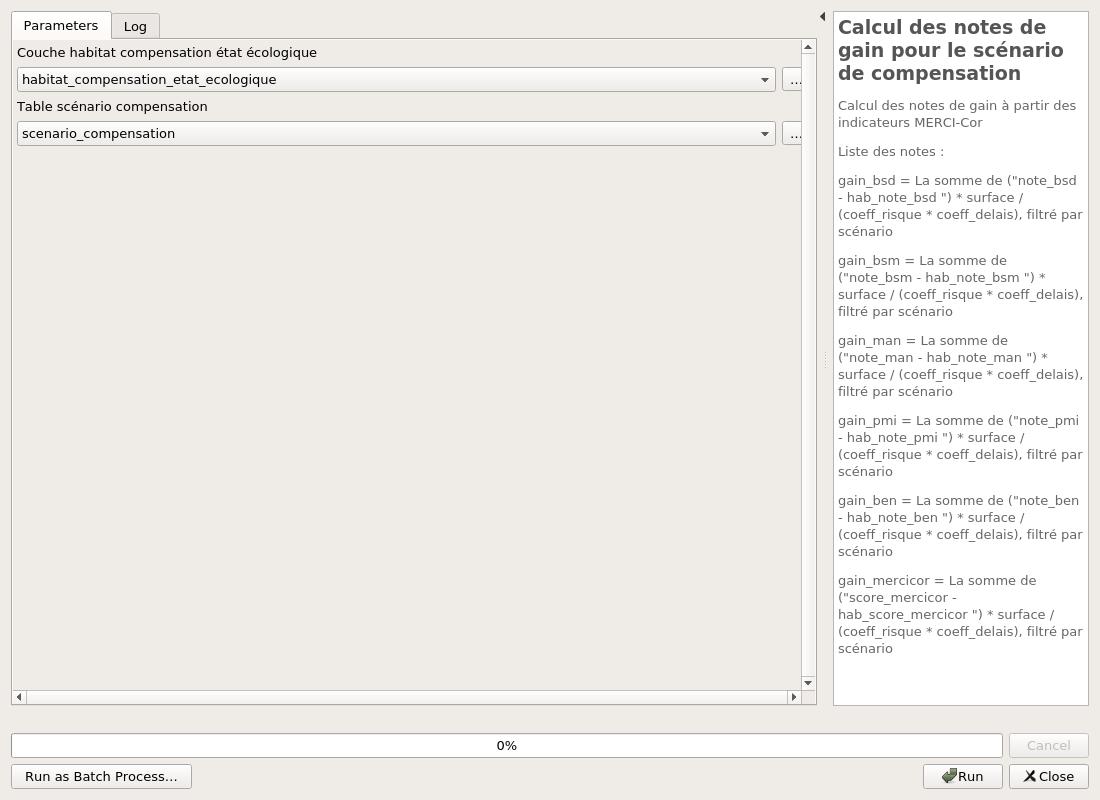 Parameters
Log
Couche habitat compensation état écologique
habitat_compensation_etat_ecologique
...
Table scénario compensation
scenario_compensation
...
Calcul des notes de
gain pour le scénario
de compensation
Calcul des notes de gain à partir des
indicateurs MERCI-Cor
Liste des notes :
gain_bsd = La somme de ("note_bsd
- hab_note_bsd ") * surface /
(coeff_risque * coeff_delais), filtré par
scénario
gain_bsm = La somme de
("note_bsm - hab_note_bsm ") *
surface / (coeff_risque * coeff_delais),
filtré par scénario
gain_man = La somme de
("note_man - hab_note_man ") *
surface / (coeff_risque * coeff_delais),
filtré par scénario
gain_pmi = La somme de ("note_pmi
- hab_note_pmi ") * surface /
(coeff_risque * coeff_delais), filtré par
scénario
gain_ben = La somme de ("note_ben
- hab_note_ben ") * surface /
(coeff_risque * coeff_delais), filtré par
scénario
gain_mercicor = La somme de
("score_mercicor -
hab_score_mercicor ") * surface /
(coeff_risque * coeff_delais), filtré par
scénario
0%
Cancel
Run as Batch Process...
Run
Close